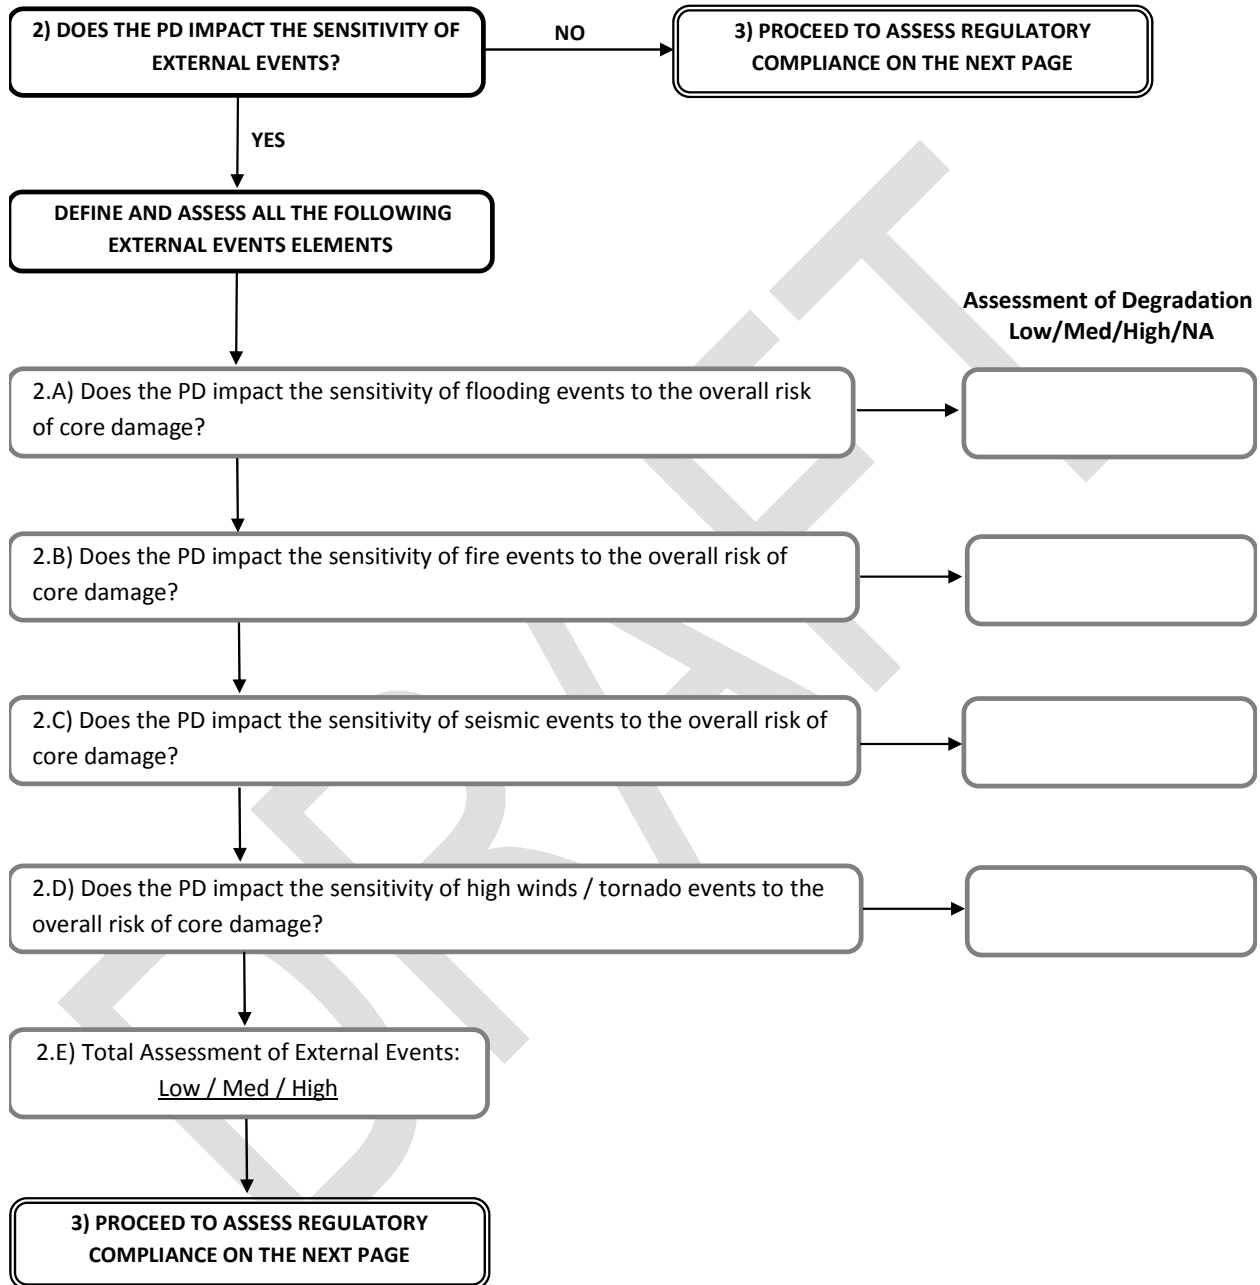 2) DOES THE PD IMPACT THE SENSITIVITY OF
EXTERNAL EVENTS?
NO
3) PROCEED TO ASSESS REGULATORY
COMPLIANCE ON THE NEXT PAGE
YES
DEFINE AND ASSESS ALL THE FOLLOWING
EXTERNAL EVENTS ELEMENTS
Assessment of Degradation
Low/Med/High/NA
2.A) Does the PD impact the sensitivity of flooding events to the overall risk
of core damage?
2.B) Does the PD impact the sensitivity of fire events to the overall risk of
core damage?
2.C) Does the PD impact the sensitivity of seismic events to the overall risk of
core damage?
2.D) Does the PD impact the sensitivity of high winds / tornado events to the
overall risk of core damage?
2.E) Total Assessment of External Events:
Low / Med / High
3) PROCEED TO ASSESS REGULATORY
COMPLIANCE ON THE NEXT PAGE
DRAFT